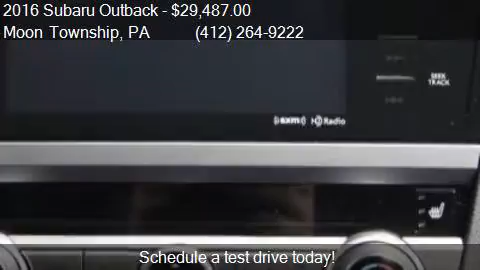 2016 Subaru Outback - $29,487.00
Moon Township, PA (412) 264-9222
SEEK
TRACK
((sxm)) HD Radio
Schedule a test drive today!